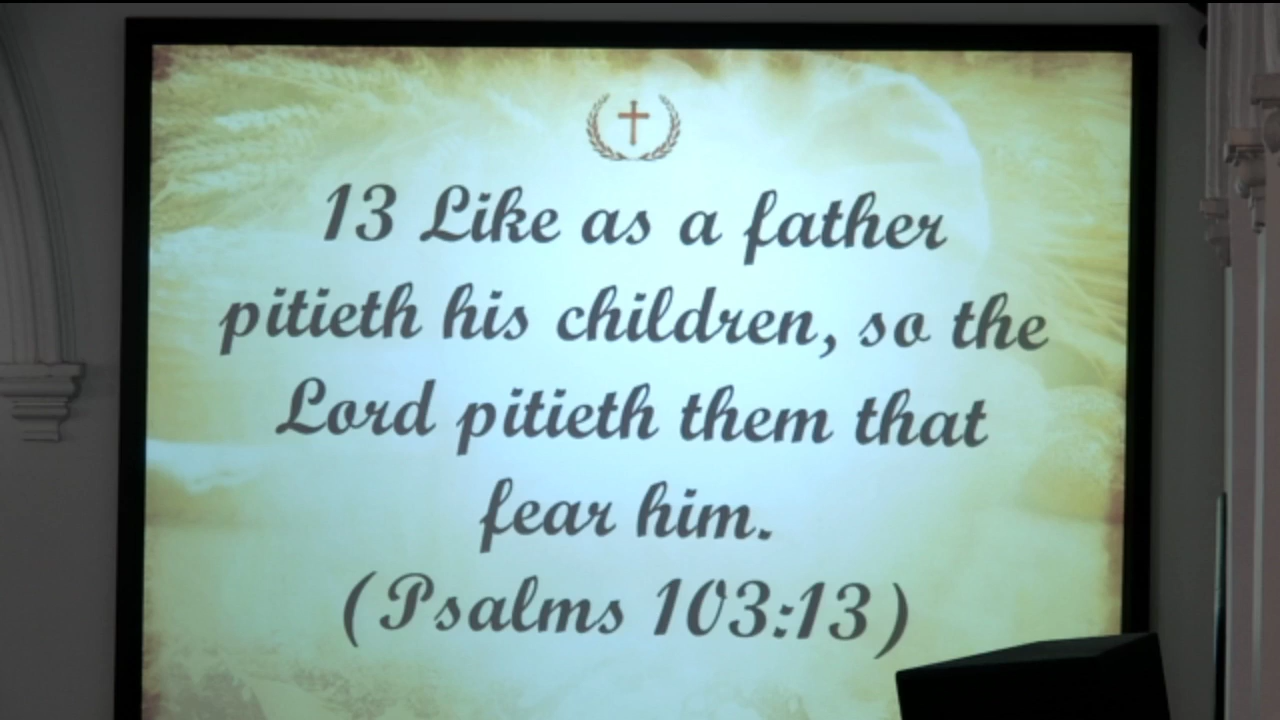 13 Like as a father
pitieth his children, so the
Lord pitieth them that
fear him.
(Psalms 103:13)